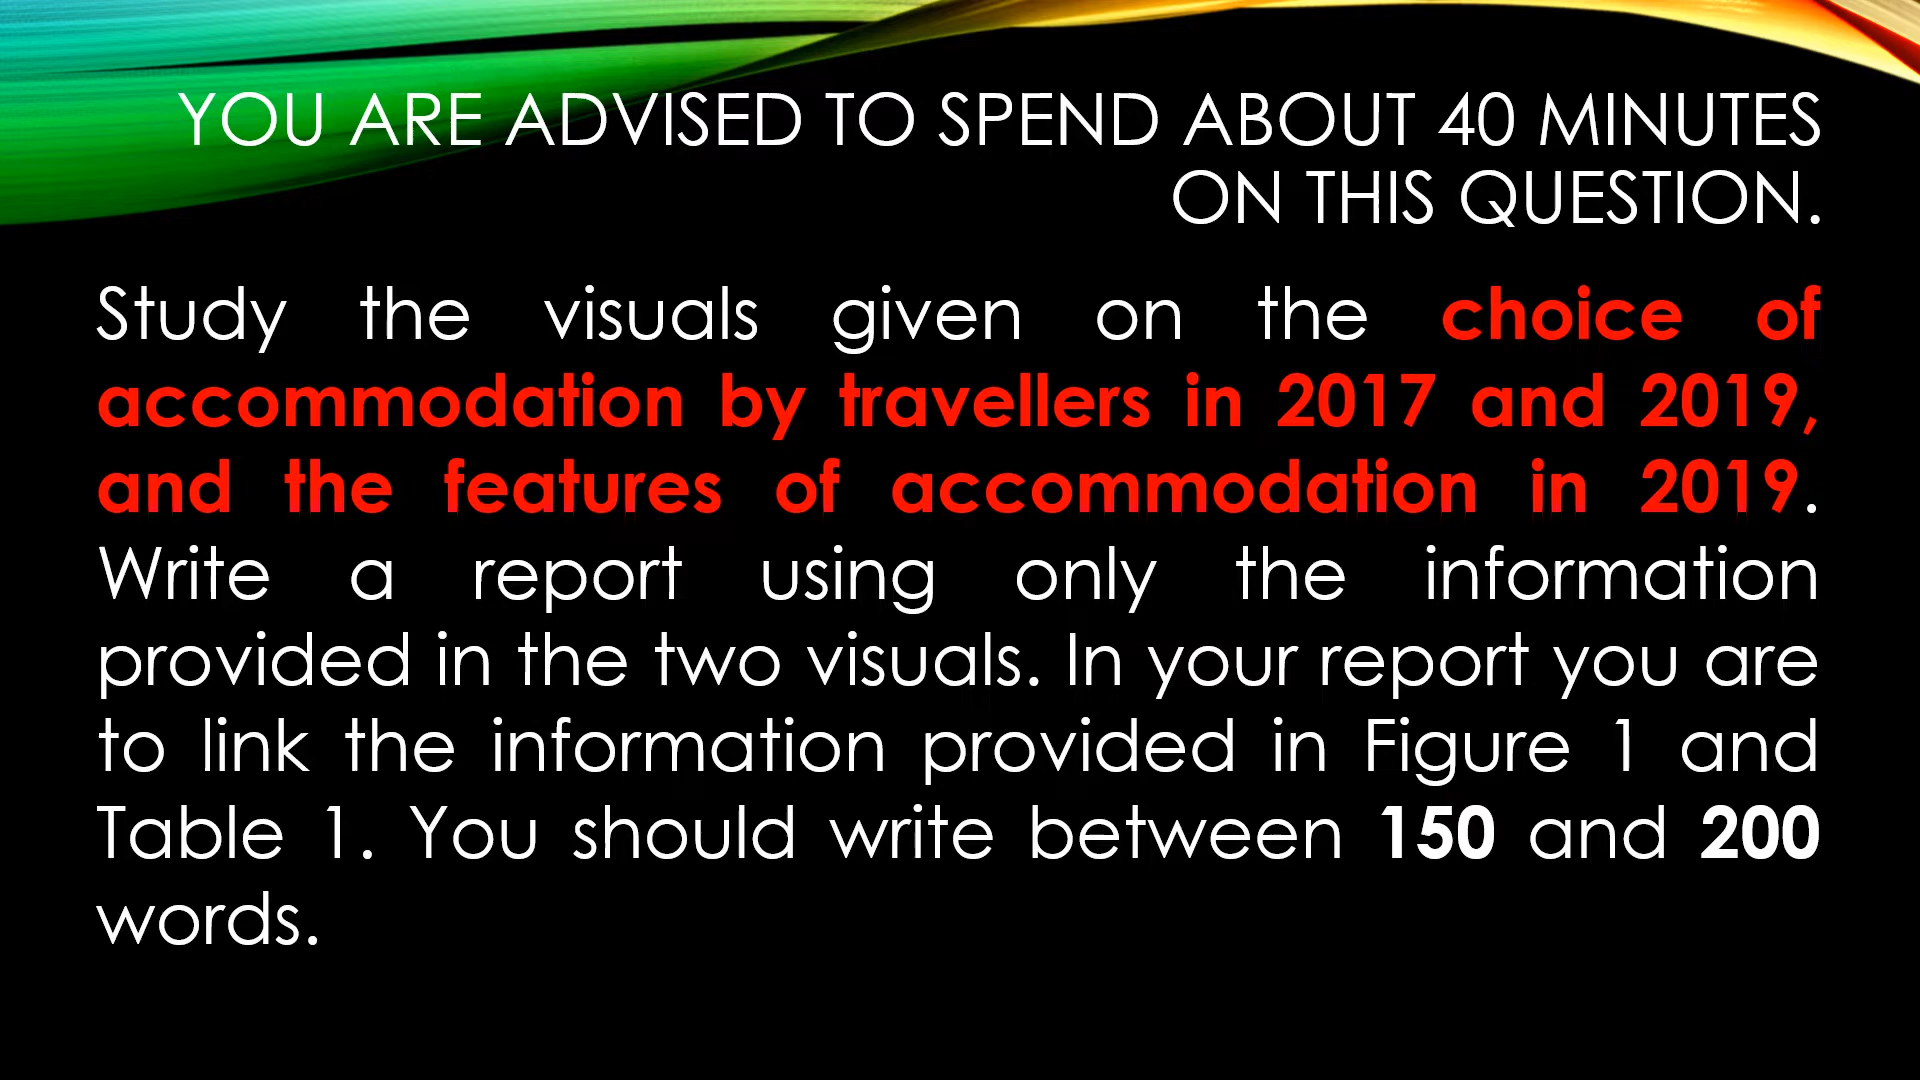 YOU ARE ADVISED TO SPEND ABOUT 40 MINUTES
ON THIS QUESTION.
Study the visuals given on the choice of
accommodation by travellers in 2017 and 2019,
and the features of accommodation in 2019.
Write a report using only the information
provided in the two visuals. In your report you are
to link the information provided in Figure 1 and
Table 1. You should write between 150 and 200
words.